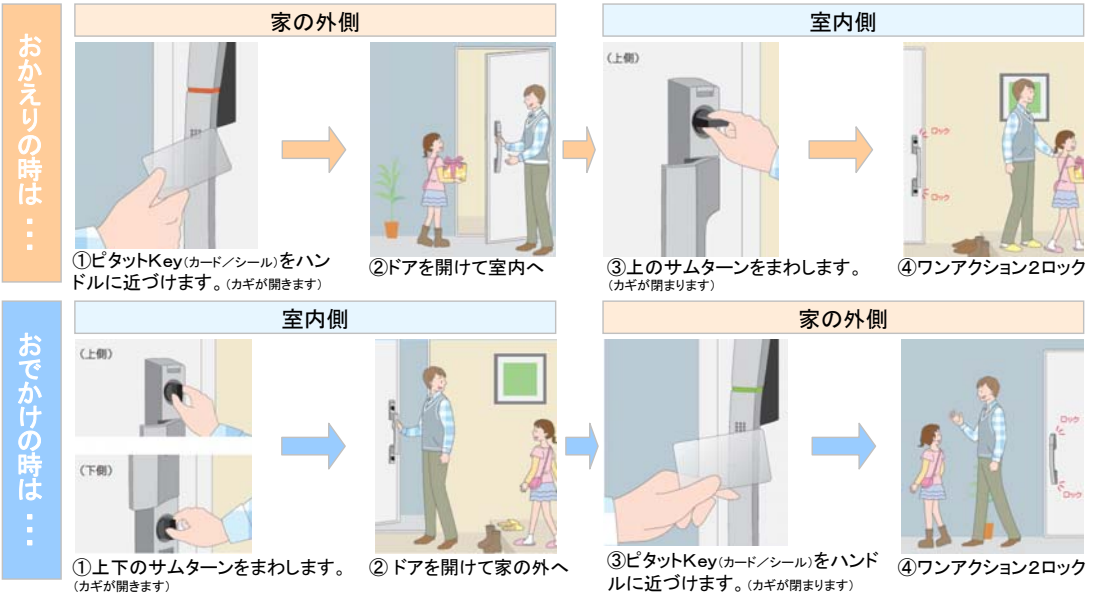 おかえりの時は・・・
家の外側
室内側
①ピタットKey(カード／シール)をハン
ドルに近づけます。(カギが開きます)
②ドアを開けて室内へ
(上側)
③上のサムターンをまわします。
(カギが閉まります)
ロック
ロック
④ワンアクション２ロック
おでかけの時は・・・
室内側
家の外側
(上側)
(下側)
①上下のサムターンをまわします。
(カギが開きます)
②ドアを開けて家の外へ
③ピタットKey(カード／シール)をハンド
ルに近づけます。(カギが閉まります)
ロック
ロック
④ワンアクション２ロック